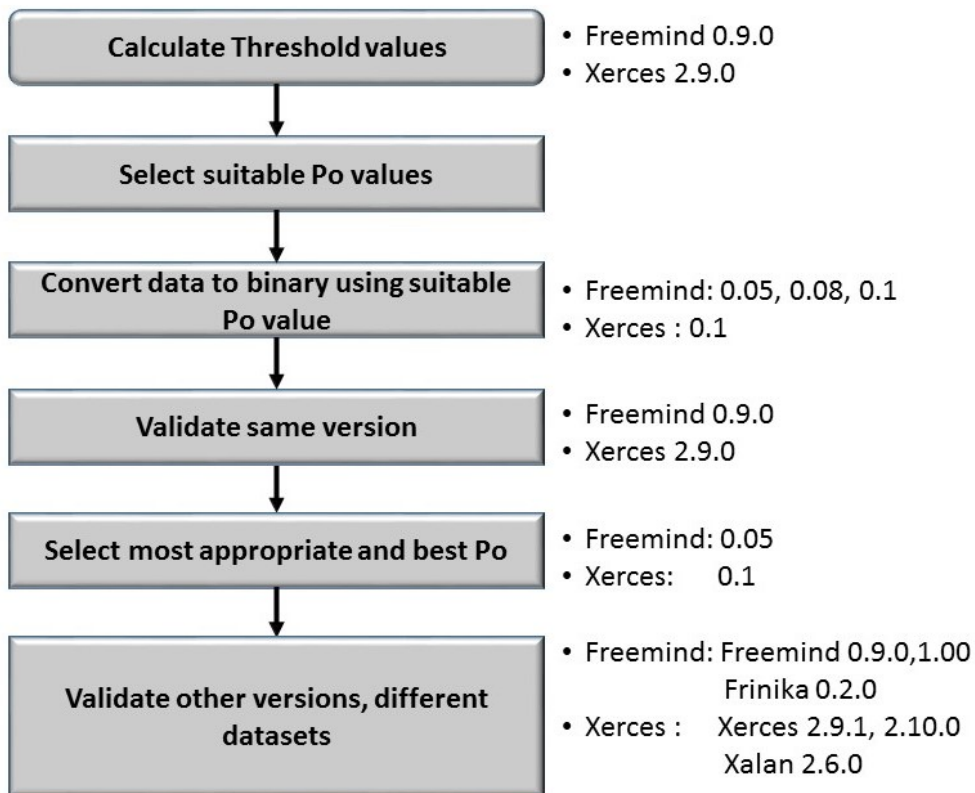 Calculate Threshold values
• Freemind 0.9.0
• Xerces 2.9.0
Select suitable Po values
Convert data to binary using suitable
Po value
• Freemind: 0.05, 0.08, 0.1
• Xerces : 0.1
Validate same version
• Freemind 0.9.0
• Xerces 2.9.0
Select most appropriate and best Po
• Freemind: 0.05
• Xerces: 0.1
Validate other versions, different
datasets
• Freemind: Freemind 0.9.0,1.00
Frinika 0.2.0
• Xerces : Xerces 2.9.1, 2.10.0
Xalan 2.6.0